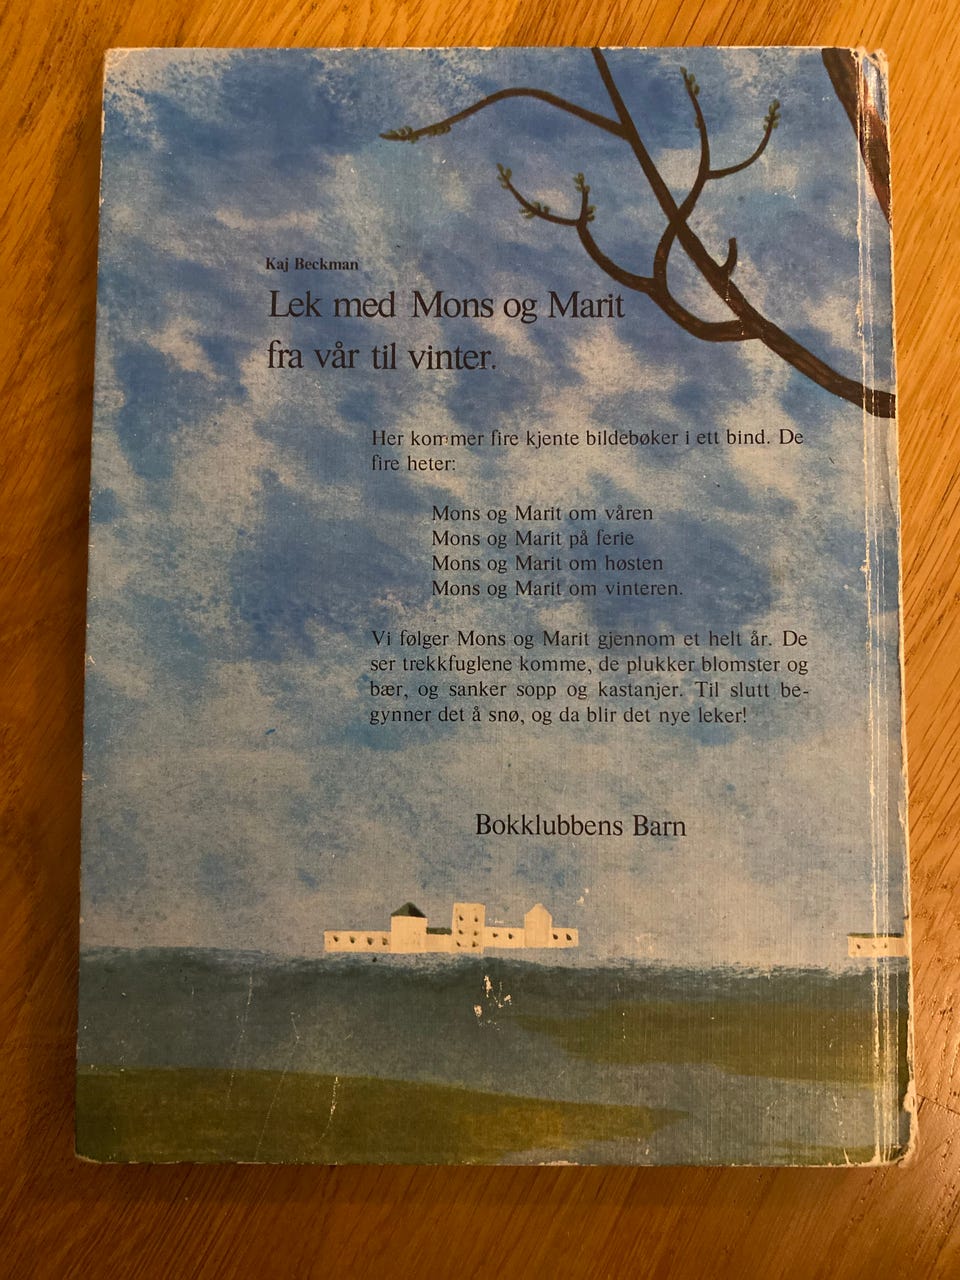 Kaj Beckman
Lek med Mons og Marit
fra vår til vinter.
Her kommer fire kjente bildebøker i ett bind. De
fire heter:
Mons og Marit om våren
Mons og Marit på ferie
Mons og Marit om høsten
Mons og Marit om vinteren.
Vi følger Mons og Marit gjennom et helt år. De
ser trekkfuglene komme, de plukker blomster og
bær, og sanker sopp og kastanjer. Til slutt be-
gynner det å snø, og da blir det nye leker!
Bokklubbens Barn